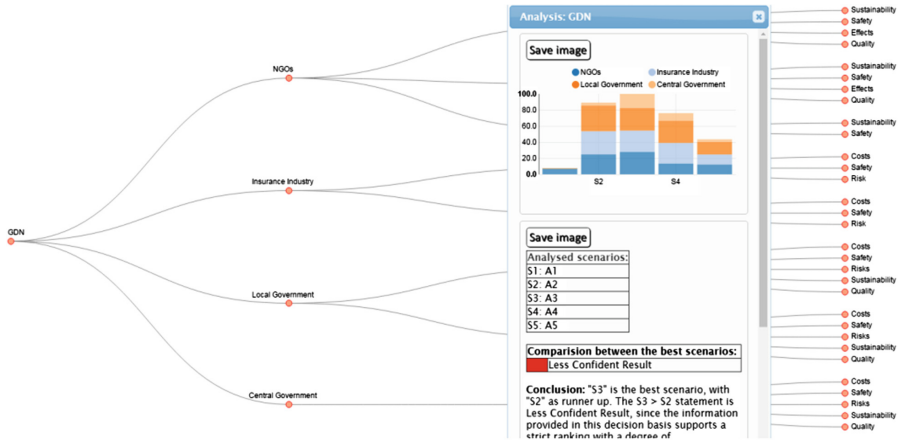 GDN
NGOs
Insurance Industry
Local Government
Central Government
Analysis: GDN
Save image
NGOs Insurance Industry
Local Government Central Government
100.0
80.0
60.0
40.0
20.0
0.0
S2 S4
Save image
Analysed scenarios:
S1: A1
S2: A2
S3: A3
S4: A4
S5: A5
Comparision between the best scenarios:
Less Confident Result
Conclusion: "S3" is the best scenario, with
"S2" as runner up. The S3 > S2 statement is
Less Confident Result, since the information
provided in this decision basis supports a
strict ranking with a degree of
Sustainability
Safety
Effects
Quality
Sustainability
Safety
Effects
Quality
Sustainability
Safety
Costs
Safety
Risk
Costs
Safety
Risk
Costs
Safety
Risks
Sustainability
Quality
Costs
Safety
Risks
Sustainability
Quality
Costs
Safety
Risks
Sustainability
Quality